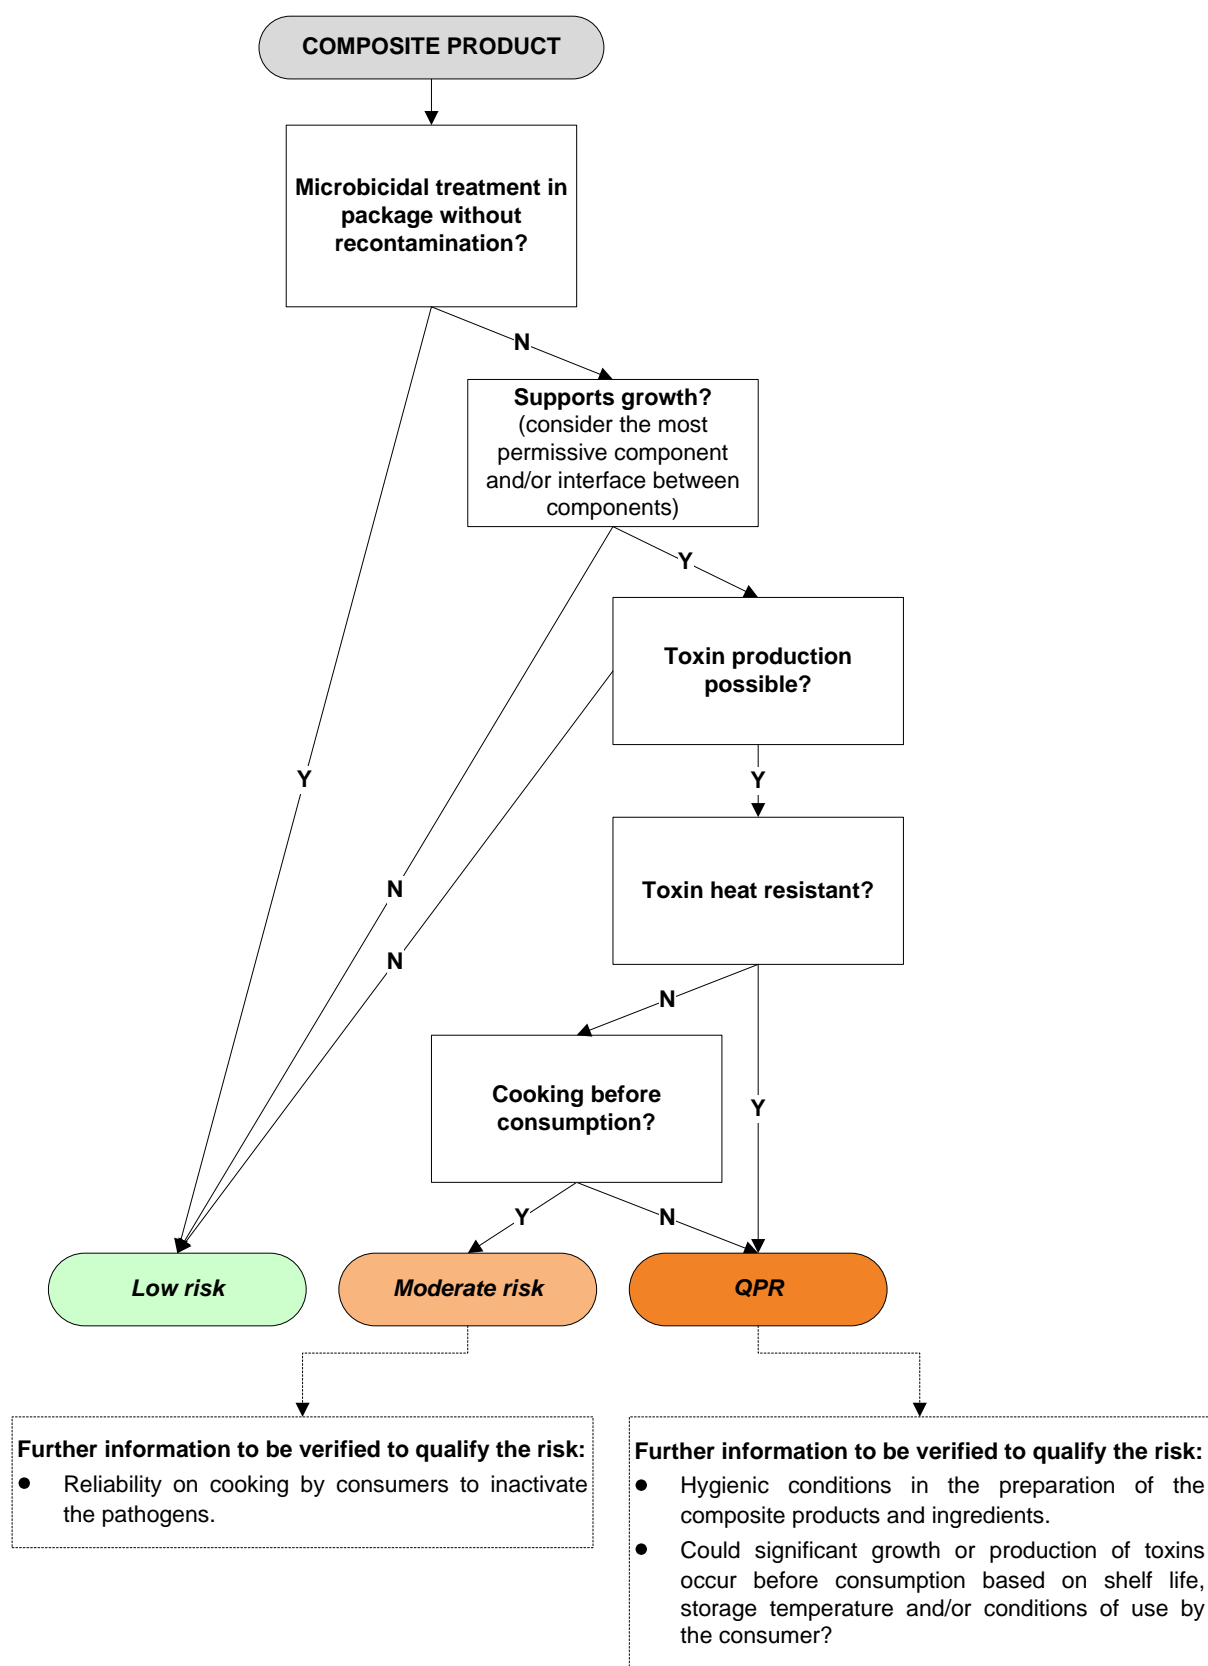 COMPOSITE PRODUCT
Microbicidal treatment in
package without
recontamination?
N
Supports growth?
(consider the most
permissive component
and/or interface between
components)
Y
Toxin production
possible?
Y
Y
Toxin heat resistant?
N
N
N
Cooking before
consumption?
Y
Y
N
Low risk
Moderate risk
QPR
Further information to be verified to qualify the risk:
● Reliability on cooking by consumers to inactivate
the pathogens.
Further information to be verified to qualify the risk:
● Hygienic conditions in the preparation of the
composite products and ingredients.
● Could significant growth or production of toxins
occur before consumption based on shelf life,
storage temperature and/or conditions of use by
the consumer?